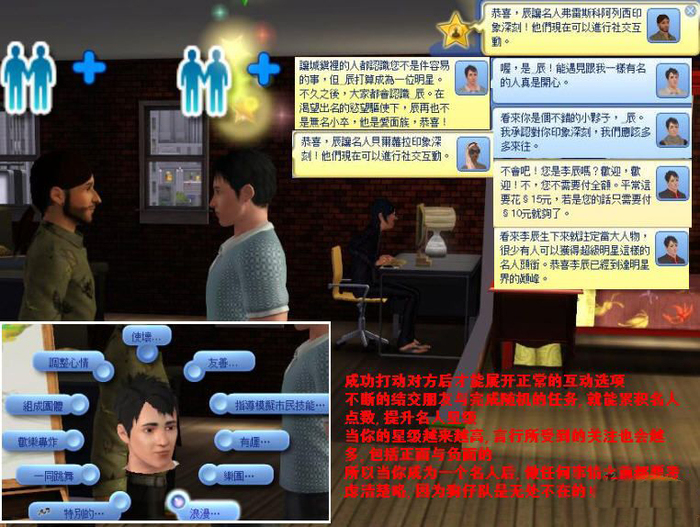 恭喜，辰讓名人弗雷斯科阿列西印
象深刻！他們現在可以進行社交互
動。
讓城鎮裡的人都認識您不是件容易
的事，但_辰打算成為一位明星。
不久之後，大家都會認識_辰。在
渴望出名的慾望驅使下，辰再也不
是無名小卒，他是愛面族，恭喜！
恭喜，辰讓名人貝爾蘿拉印象深
刻！他們現在可以進行社交互動。
喔，是_辰！能遇見跟我一樣有名
的人真是開心。
看來你是個不錯的小夥子，_辰。
我承認對你印象深刻，我們應該多
多來往。
不會吧！您是李辰嗎？歡迎，歡
迎！不，您不需要付全額。平常這
要花§15元，若是您的話只需要付
§10元就夠了。
看來李辰生下來就註定當大人物，
很少有人可以獲得超級明星這樣的
名人頭銜。恭喜李辰已經到達明星
界的巔峰。
使壞...
調整心情
友善...
組成團體
指導模擬市民技能...
歡樂轟炸
有趣...
一同跳舞
樂團...
特別的...
浪漫...
成功打动对方后才能展开正常的互动选项
不断的结交朋友与完成随机的任务 就能累积名人
点数,提升名人星级
当你的星级越来越高,言行所受到的关注也会越
多,包括正面与负面的
所以当你成为一个名人后,做任何事情之前都要考
虑清楚呢,因为狗仔队是无处不在的！